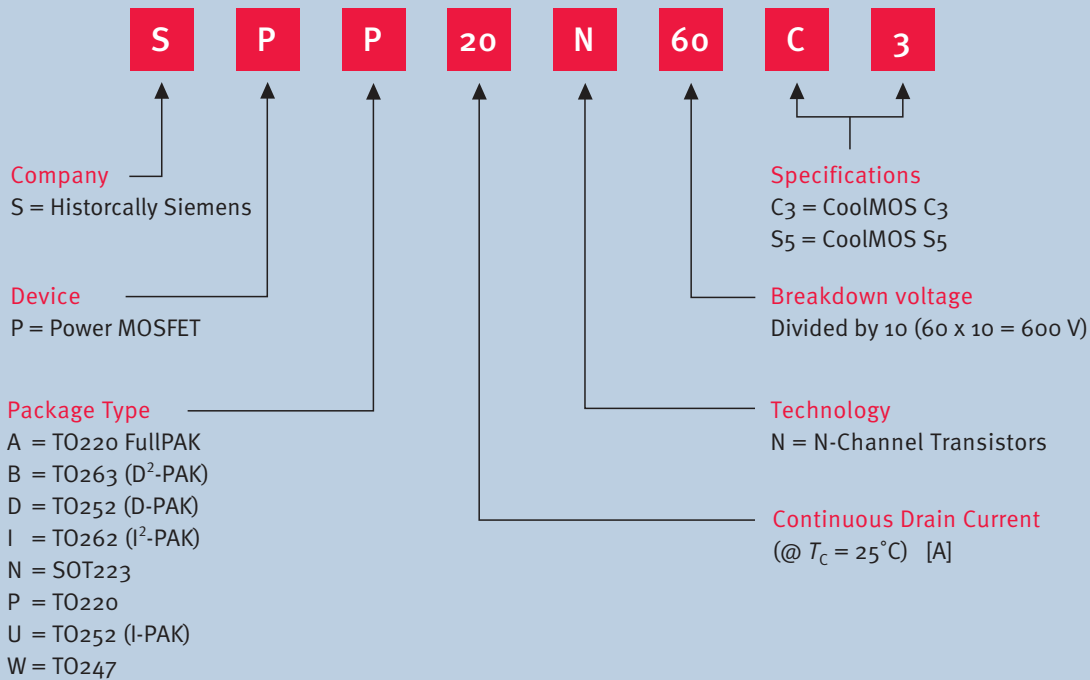 S P P 20 N 60 C 3
Company
S = Historcally Siemens
Device
P = Power MOSFET
Package Type
A = TO220 FullPAK
B = TO263 (D²-PAK)
D = TO252 (D-PAK)
I = TO262 (I²-PAK)
N = SOT223
P = TO220
U = TO252 (I-PAK)
W = TO247
Specifications
C3 = CoolMOS C3
S5 = CoolMOS S5
Breakdown voltage
Divided by 10 (60 x 10 = 600 V)
Technology
N = N-Channel Transistors
Continuous Drain Current
(@ T_C = 25°C) [A]